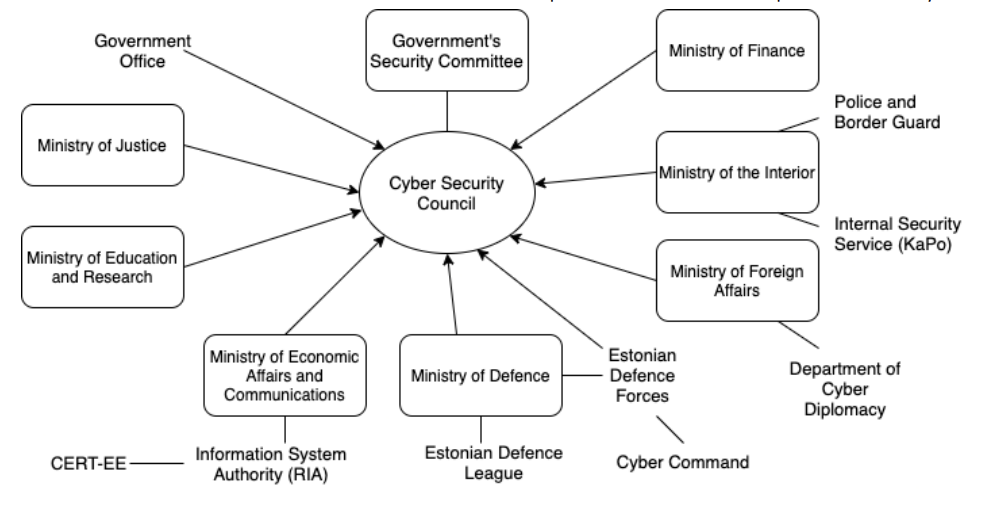 Government
Office
Government's
Security Committee
Ministry of Finance
Police and
Border Guard
Ministry of Justice
Cyber Security
Council
Ministry of the Interior
Internal Security
Service (KaPo)
Ministry of Education
and Research
Ministry of Foreign
Affairs
Ministry of Economic
Affairs and
Communications
Ministry of Defence
Estonian
Defence
Forces
Department of
Cyber
Diplomacy
CERT-EE
Information System
Authority (RIA)
Estonian Defence
League
Cyber Command